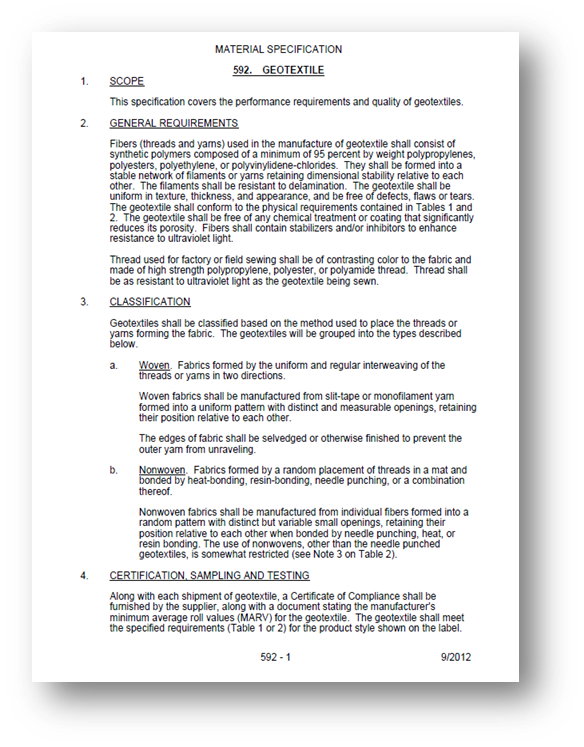 MATERIAL SPECIFICATION
592. GEOTEXTILE
1. SCOPE
This specification covers the performance requirements and quality of geotextiles.
2. GENERAL REQUIREMENTS
Fibers (threads and yarns) used in the manufacture of geotextile shall consist of
synthetic polymers composed of a minimum of 95 percent by weight polypropylenes,
polyesters, polyethylene, or polyvinylidene-chlorides. They shall be formed into a
stable network of filaments or yarns retaining dimensional stability relative to each
other. The filaments shall be resistant to delamination. The geotextile shall be
uniform in texture, thickness, and appearance, and be free of defects, flaws or tears.
The geotextile shall conform to the physical requirements contained in Tables 1 and
2. The geotextile shall be free of any chemical treatment or coating that significantly
reduces its porosity. Fibers shall contain stabilizers and/or inhibitors to enhance
resistance to ultraviolet light.
Thread used for factory or field sewing shall be of contrasting color to the fabric and
made of high strength polypropylene, polyester, or polyamide thread. Thread shall
be as resistant to ultraviolet light as the geotextile being sewn.
3. CLASSIFICATION
Geotextiles shall be classified based on the method used to place the threads or
yarns forming the fabric. The geotextiles will be grouped into the types described
below.
a. Woven. Fabrics formed by the uniform and regular interweaving of the
threads or yarns in two directions.
Woven fabrics shall be manufactured from slit-tape or monofilament yarn
formed into a uniform pattern with distinct and measurable openings, retaining
their position relative to each other.
The edges of fabric shall be selvedged or otherwise finished to prevent the
outer yarn from unraveling.
b. Nonwoven. Fabrics formed by a random placement of threads in a mat and
bonded by heat-bonding, resin-bonding, needle punching, or a combination
thereof.
Nonwoven fabrics shall be manufactured from individual fibers formed into a
random pattern with distinct but variable small openings, retaining their
position relative to each other when bonded by needle punching, heat, or
resin bonding. The use of nonwovens, other than the needle punched
geotextiles, is somewhat restricted (see Note 3 on Table 2).
4. CERTIFICATION, SAMPLING AND TESTING
Along with each shipment of geotextile, a Certificate of Compliance shall be
furnished by the supplier, along with a document stating the manufacturer's
minimum average roll values (MARV) for the geotextile. The geotextile shall meet
the specified requirements (Table 1 or 2) for the product style shown on the label.
592 - 1 9/2012